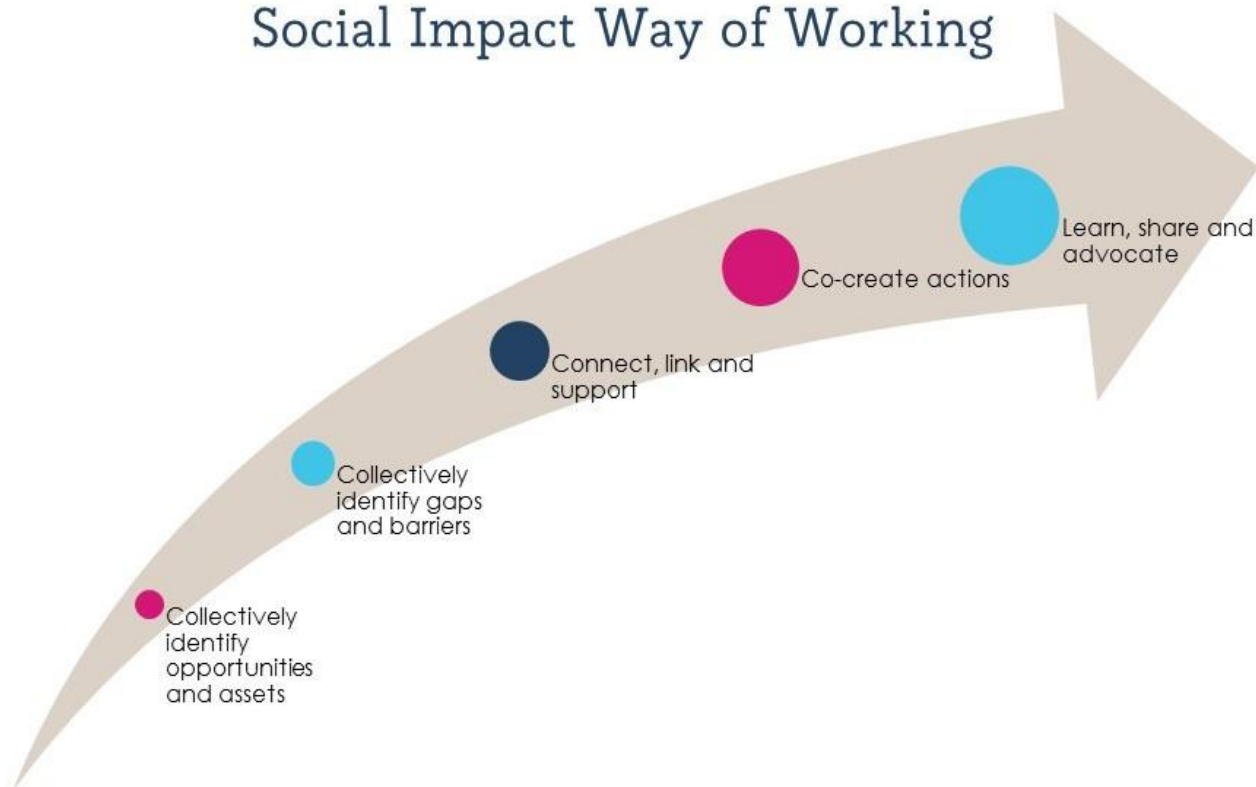 Social Impact Way of Working
Learn, share and
advocate
Co-create actions
Connect, link and
support
Collectively
identify gaps
and barriers
Collectively
identify
opportunities
and assets